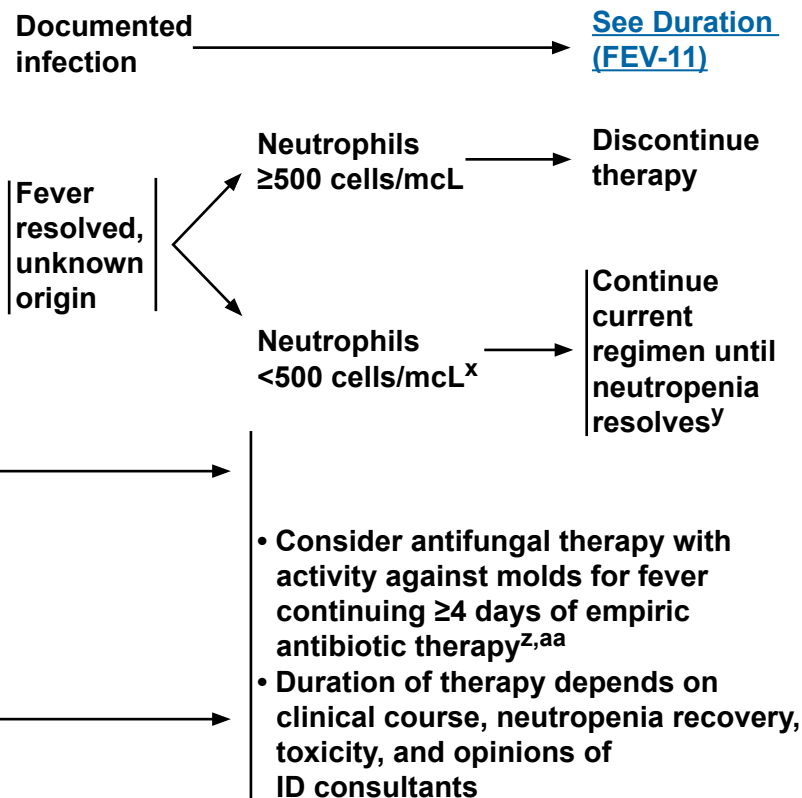 Documented
infection
See Duration
(FEV-11)
Neutrophils
≥500 cells/mcL
Discontinue
therapy
Fever
resolved,
unknown
origin
Neutrophils
<500 cells/mcLx
Continue
current
regimen until
neutropenia
resolvesy
• Consider antifungal therapy with
activity against molds for fever
continuing ≥4 days of empiric
antibiotic therapyz,aa
• Duration of therapy depends on
clinical course, neutropenia recovery,
toxicity, and opinions of
ID consultants